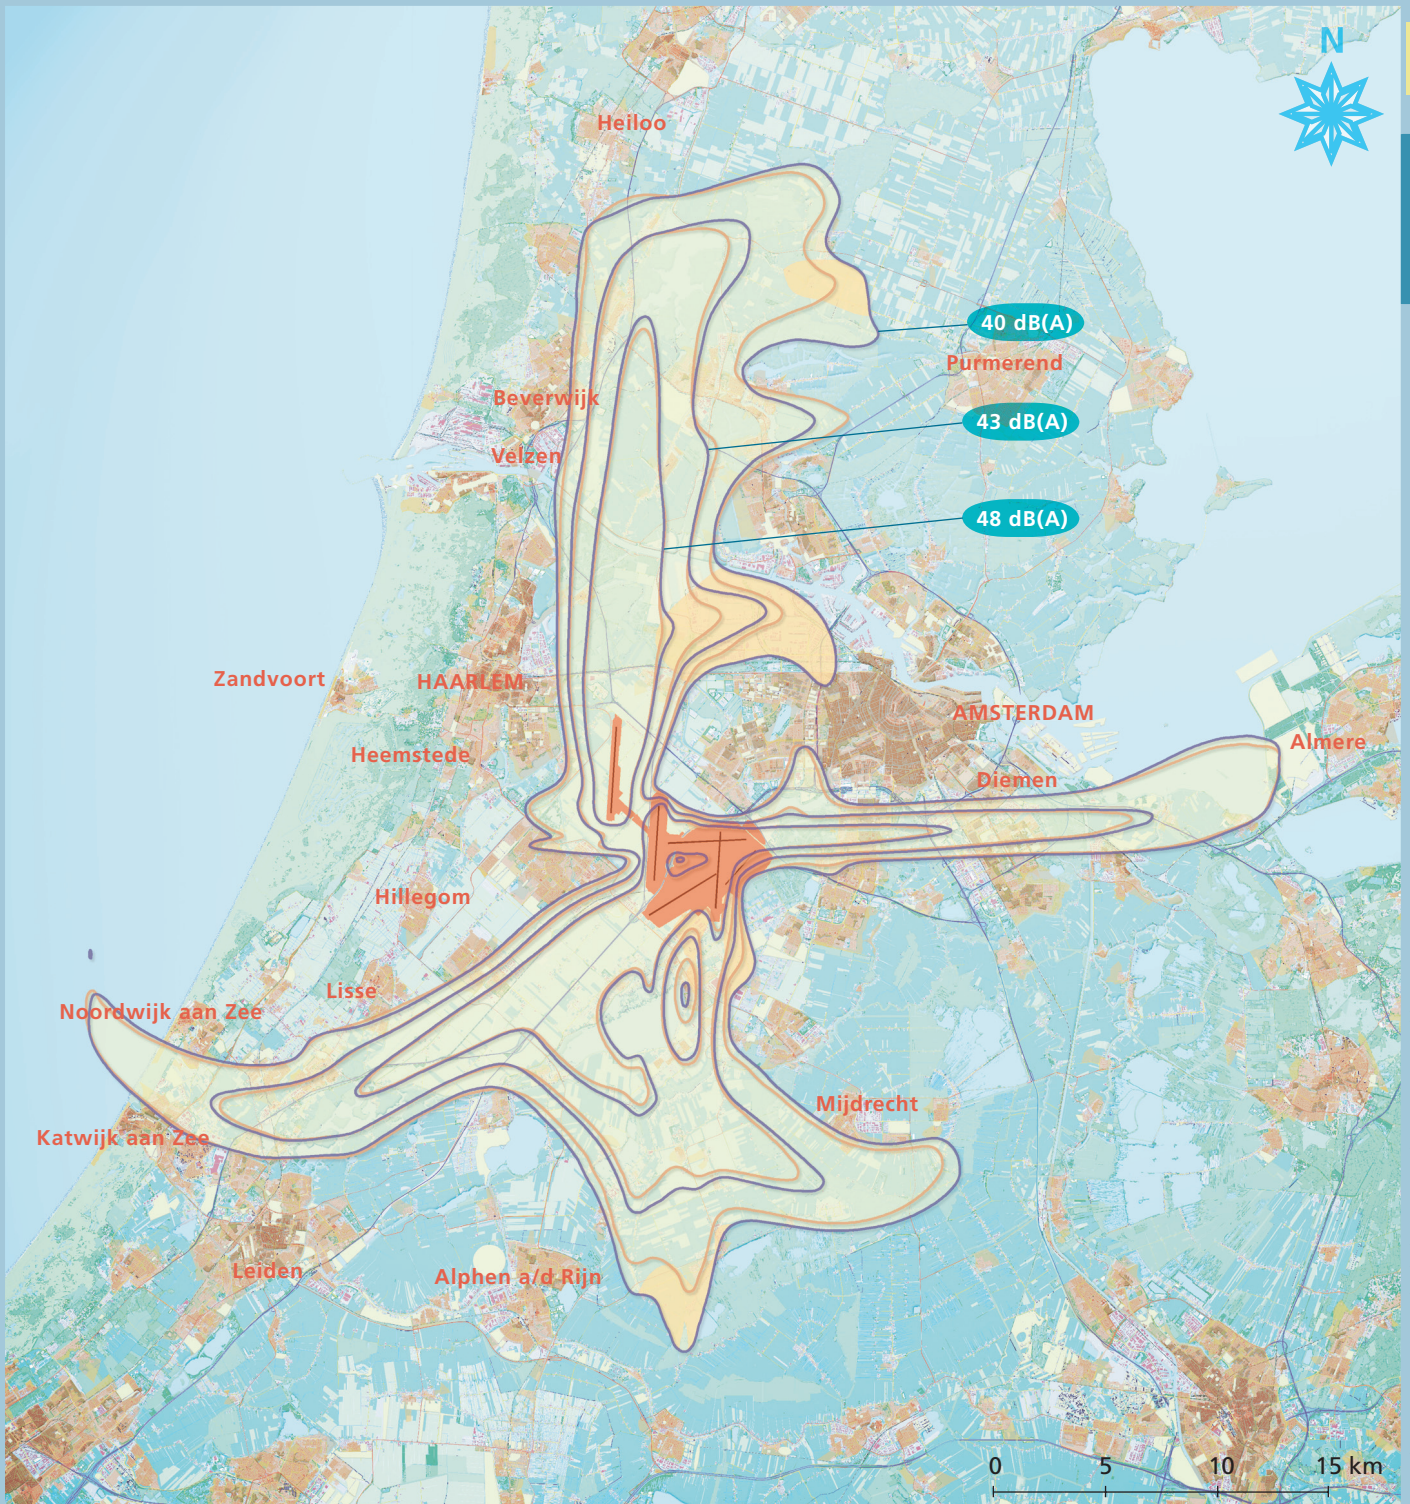 N
Heiloo
40 dB(A)
Purmerend
Beverwijk
43 dB(A)
Velzen
48 dB(A)
Zandvoort
HAARLEM
AMSTERDAM
Almere
Heemstede
Diemen
Hillegom
Lisse
Noordwijk aan Zee
Mijdrecht
Katwijk aan Zee
Leiden
Alphen a/d Rijn
0 5 10 15 km